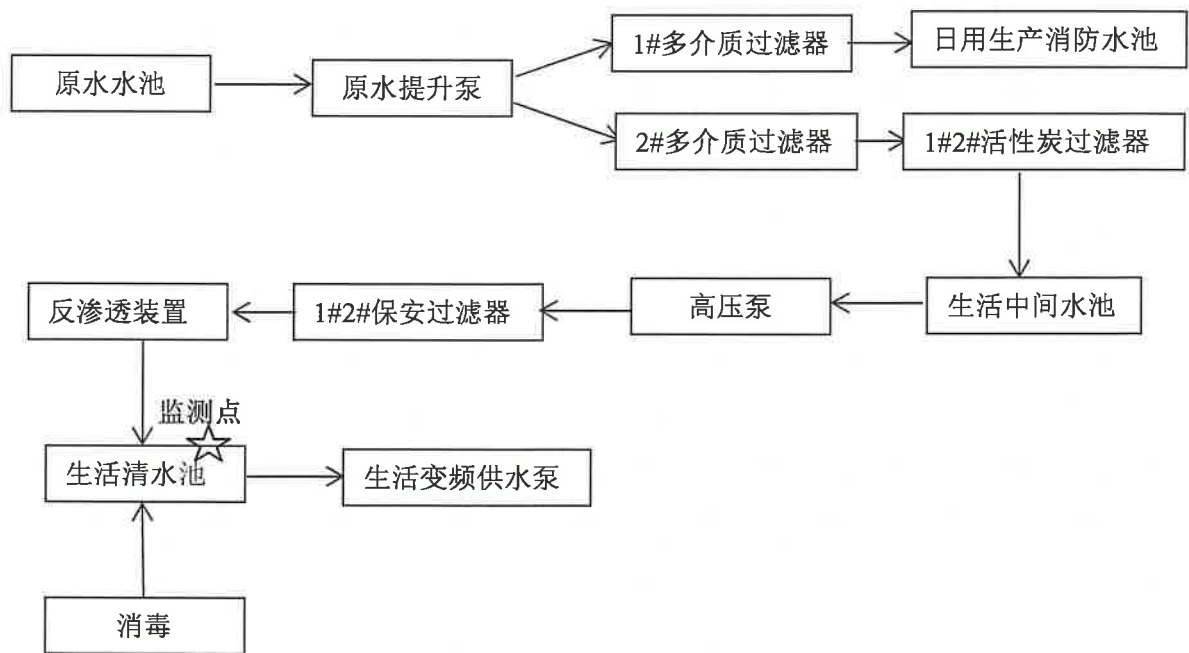 1#多介质过滤器
日用生产消防水池
原水水池
原水提升泵
2#多介质过滤器
1#2#活性炭过滤器
反渗透装置
1#2#保安过滤器
高压泵
生活中间水池
监测点
生活清水池
生活变频供水泵
消毒